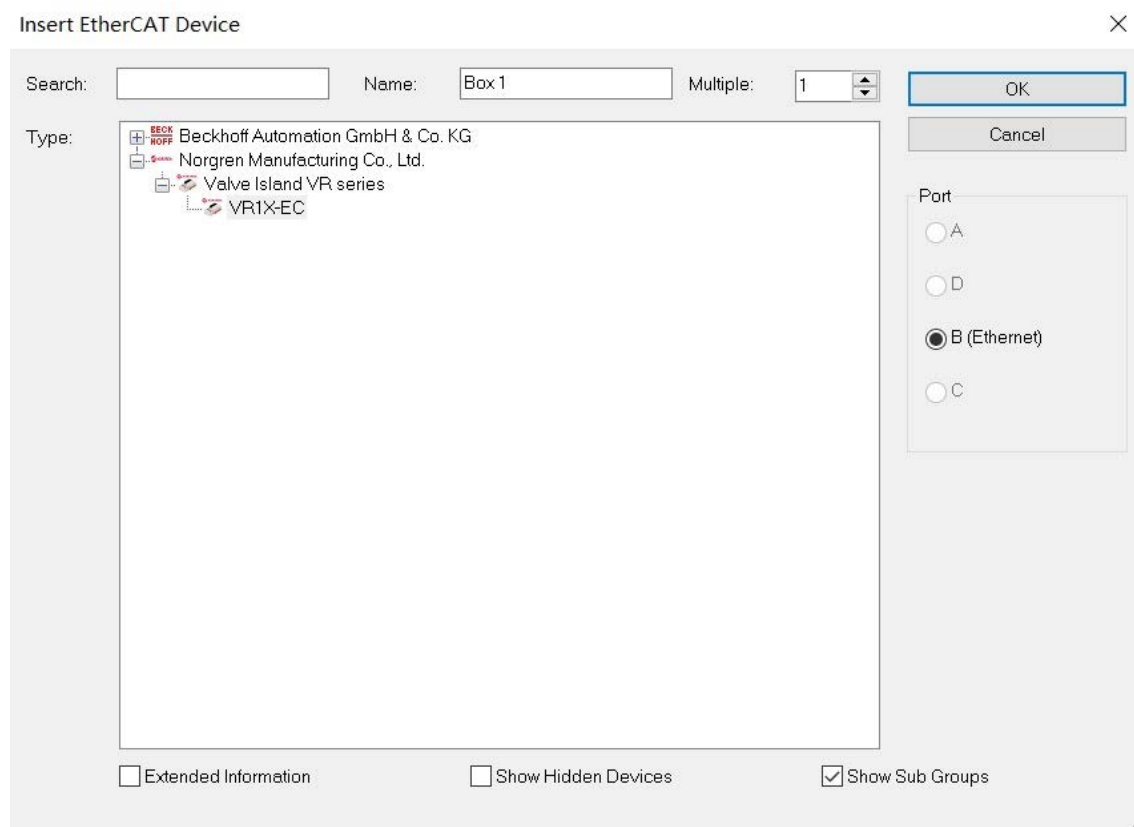 Insert EtherCAT Device
Search:
Name: Box 1
Multiple: 1
OK
Type:
BECKHOFF Beckhoff Automation GmbH & Co. KG
Cancel
Norgren Manufacturing Co., Ltd.
Valve Island VR series
VR1X-EC
Port
A
D
B (Ethernet)
C
Extended Information
Show Hidden Devices
Show Sub Groups